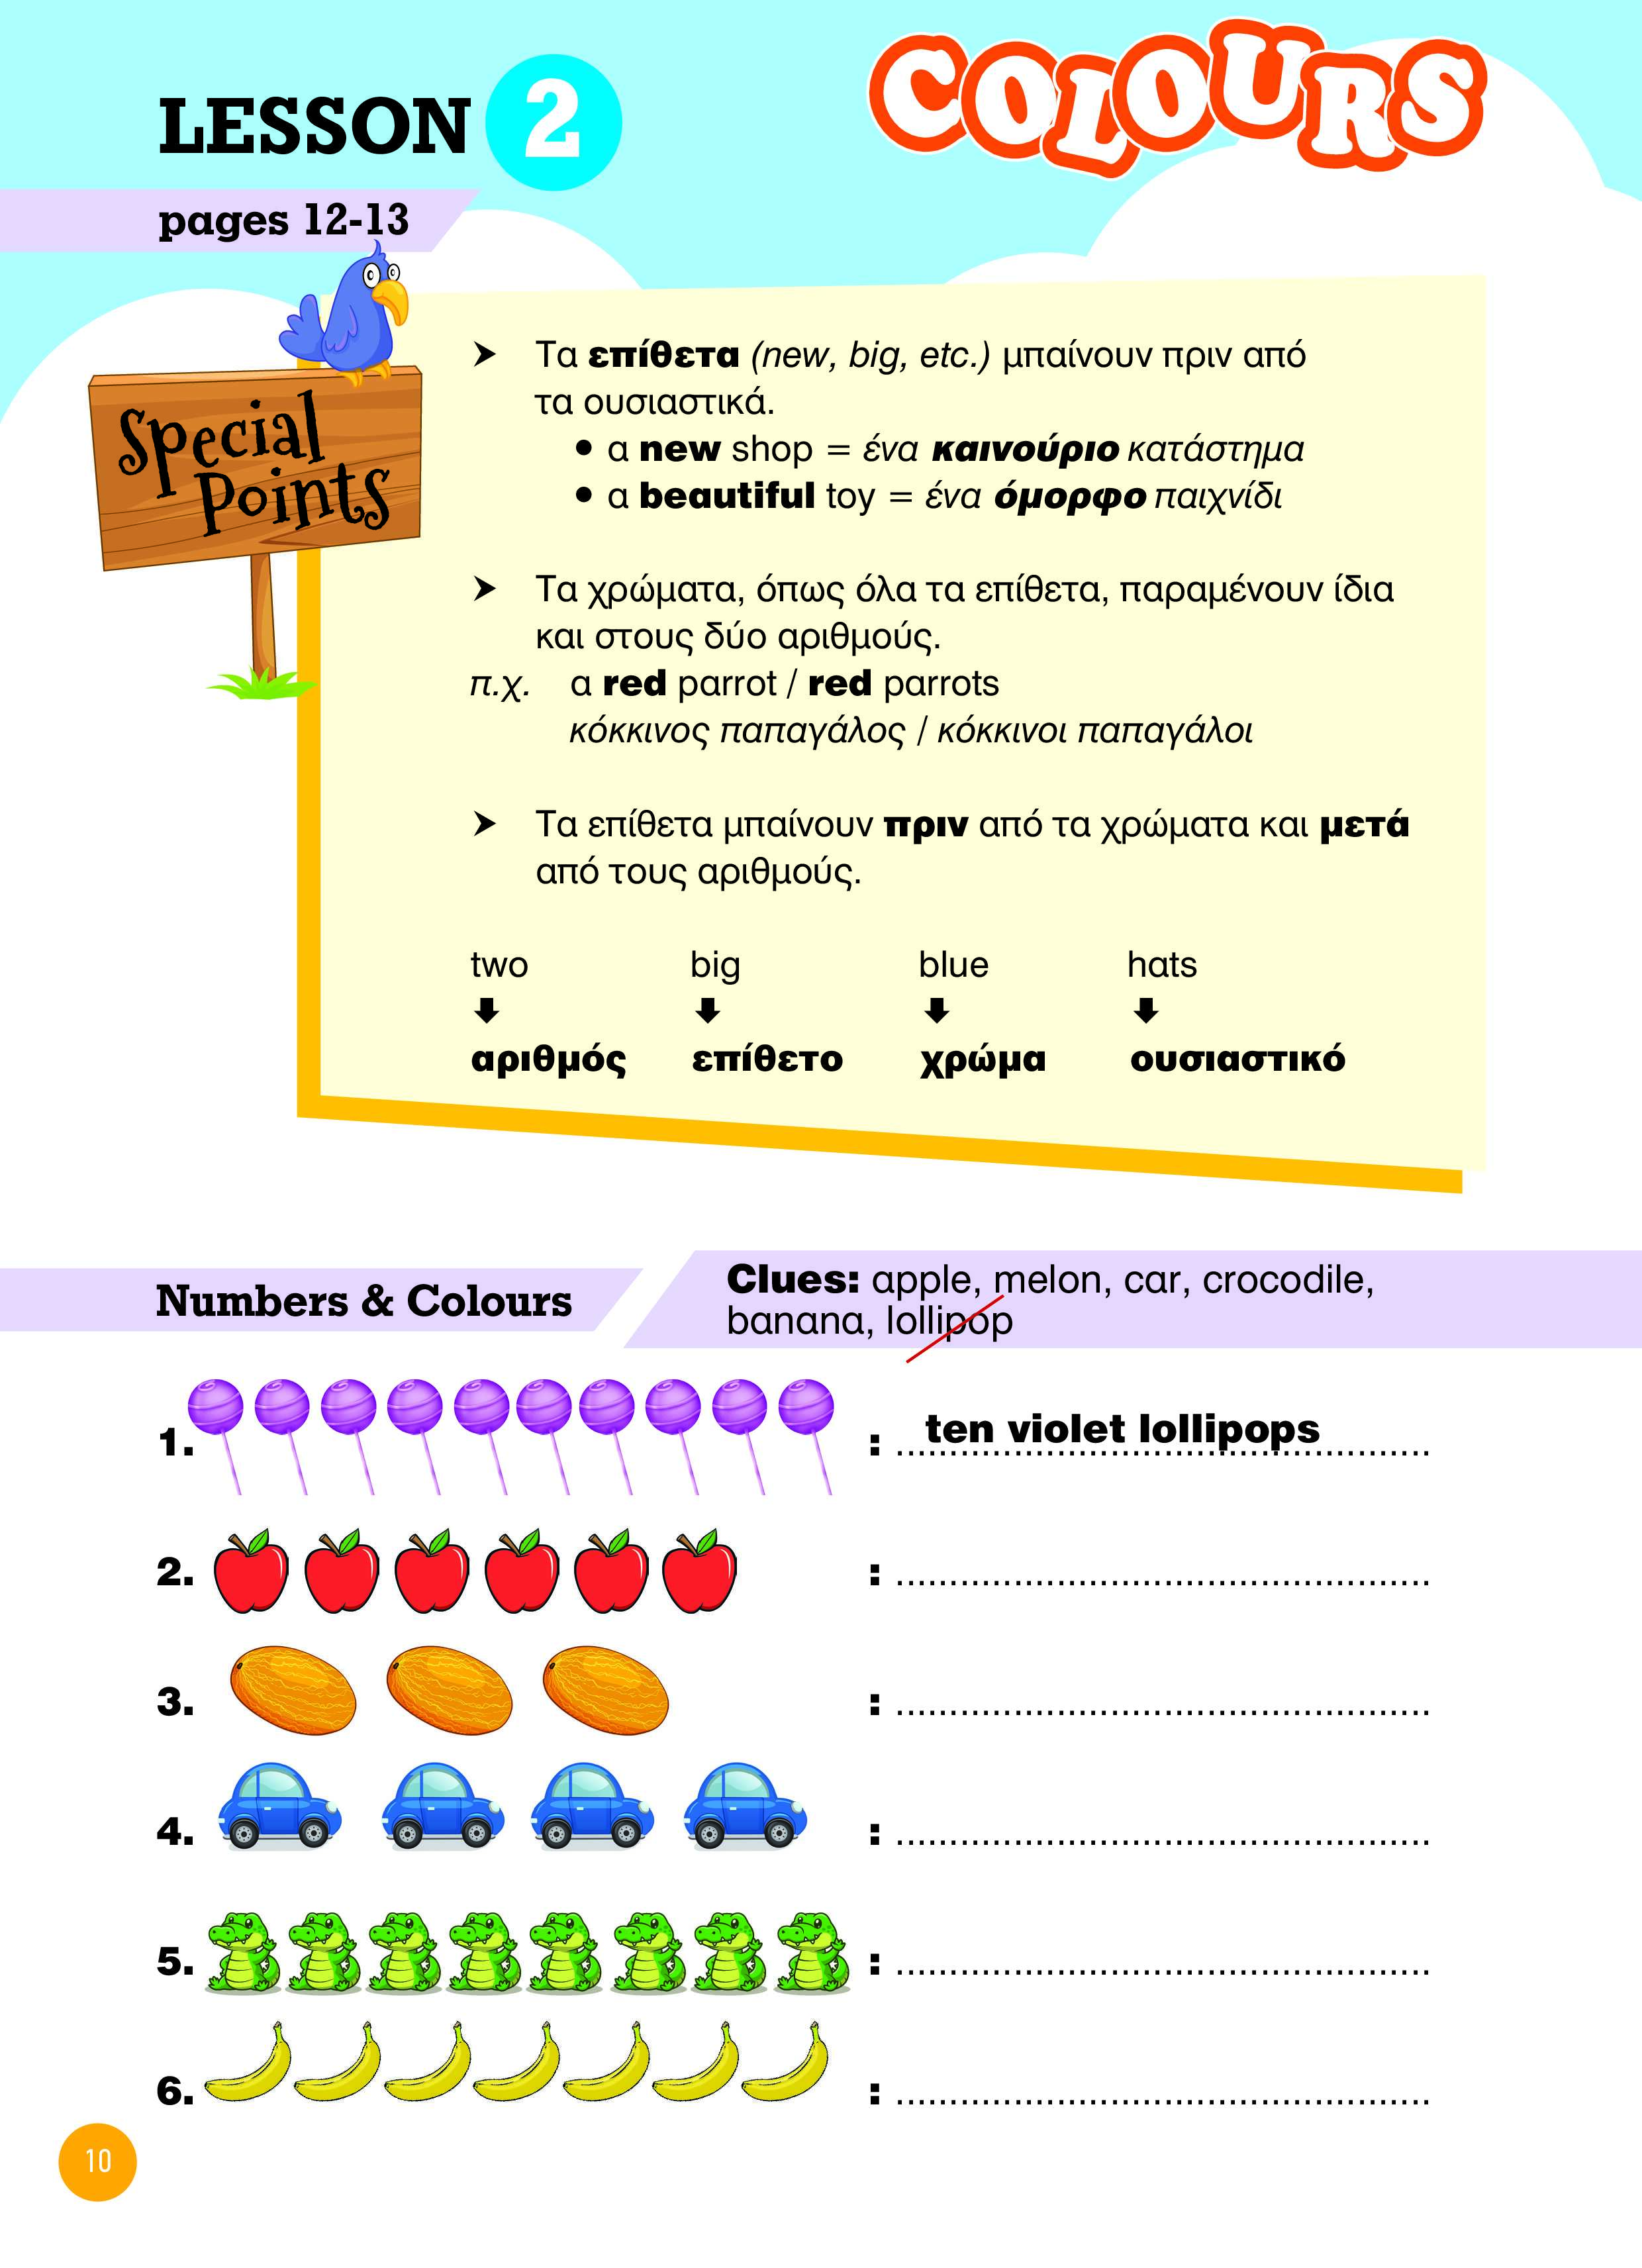 LESSON 2
COLOURS
pages 12-13
Special
Points
➤ Τα επίθετα (new, big, etc.) μπαίνουν πριν από
τα ουσιαστικά.
● a new shop = ένα καινούριο κατάστημα
● a beautiful toy = ένα όμορφο παιχνίδι
➤ Τα χρώματα, όπως όλα τα επίθετα, παραμένουν ίδια
και στους δύο αριθμούς.
π.χ. a red parrot / red parrots
κόκκινος παπαγάλος / κόκκινοι παπαγάλοι
➤ Τα επίθετα μπαίνουν πριν από τα χρώματα και μετά
από τους αριθμούς.
two big blue hats
αριθμός επίθετο χρώμα ουσιαστικό
Numbers & Colours
Clues: apple, melon, car, crocodile,
banana, lollipop
1. : ten violet lollipops
2. : ................................................
3. : ................................................
4. : ................................................
5. : ................................................
6. : ................................................
10